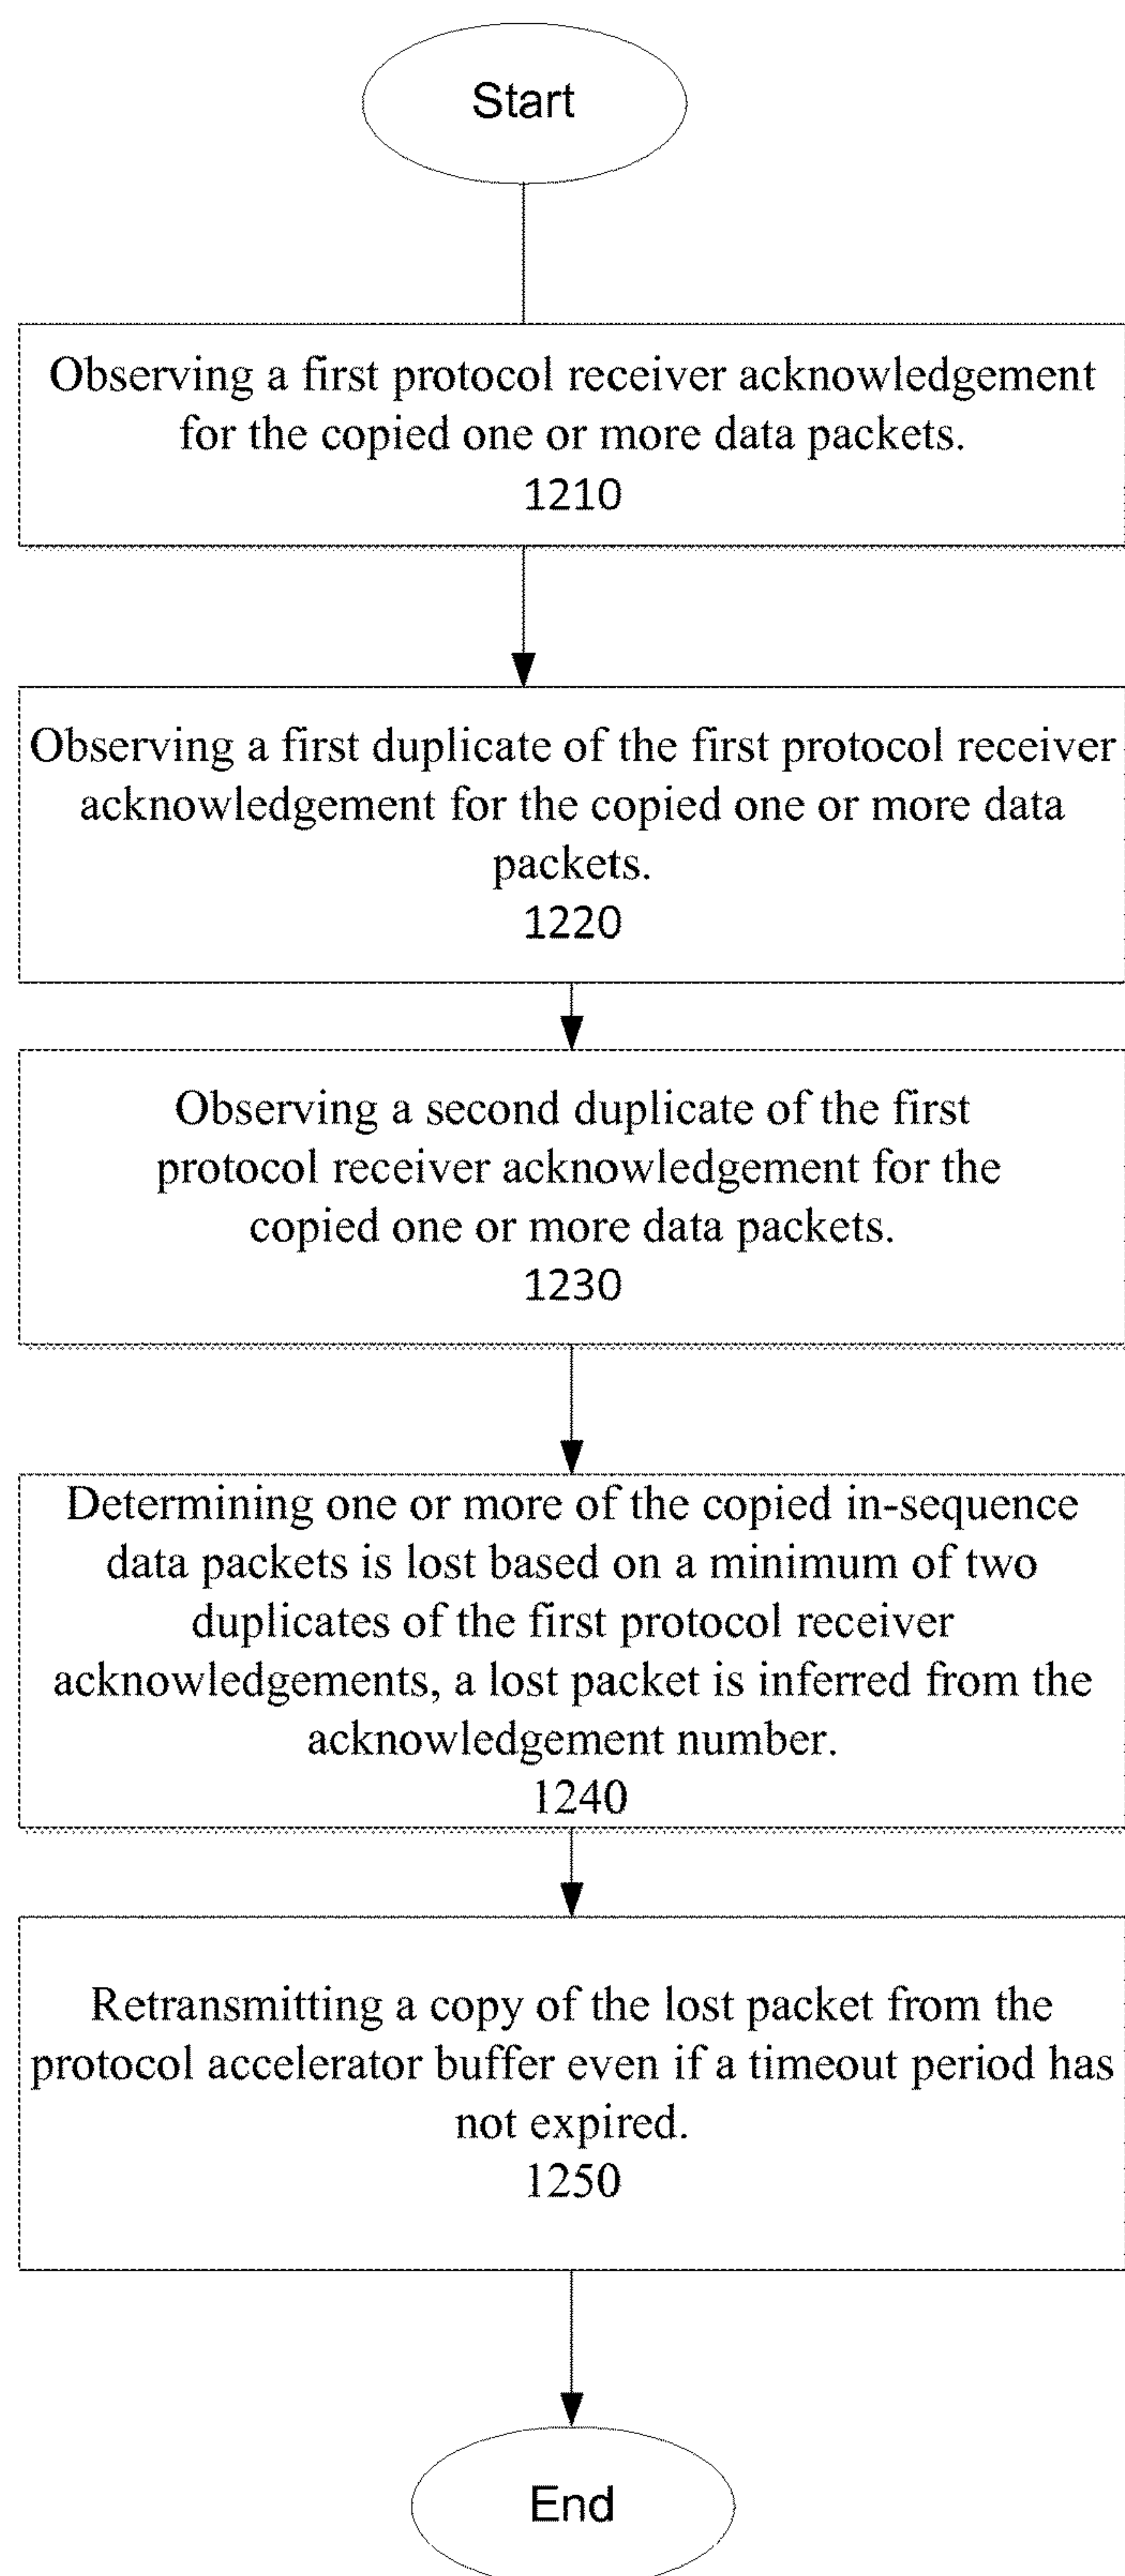 Start
Observing a first protocol receiver acknowledgement
for the copied one or more data packets.
1210
Observing a first duplicate of the first protocol receiver
acknowledgement for the copied one or more data
packets.
1220
Observing a second duplicate of the first
protocol receiver acknowledgement for the
copied one or more data packets.
1230
Determining one or more of the copied in-sequence
data packets is lost based on a minimum of two
duplicates of the first protocol receiver
acknowledgements, a lost packet is inferred from the
acknowledgement number.
1240
Retransmitting a copy of the lost packet from the
protocol accelerator buffer even if a timeout period has
not expired.
1250
End